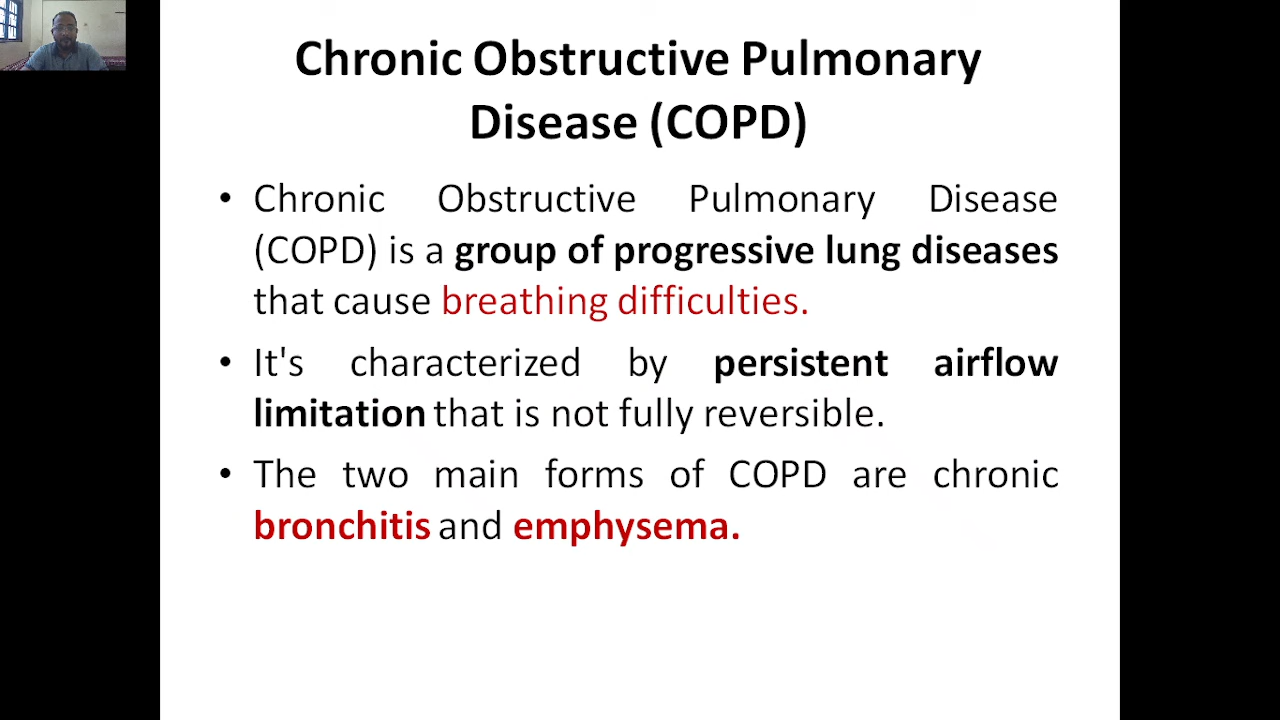 Chronic Obstructive Pulmonary
Disease (COPD)
• Chronic Obstructive Pulmonary Disease
(COPD) is a group of progressive lung diseases
that cause breathing difficulties.
• It's characterized by persistent airflow
limitation that is not fully reversible.
• The two main forms of COPD are chronic
bronchitis and emphysema.